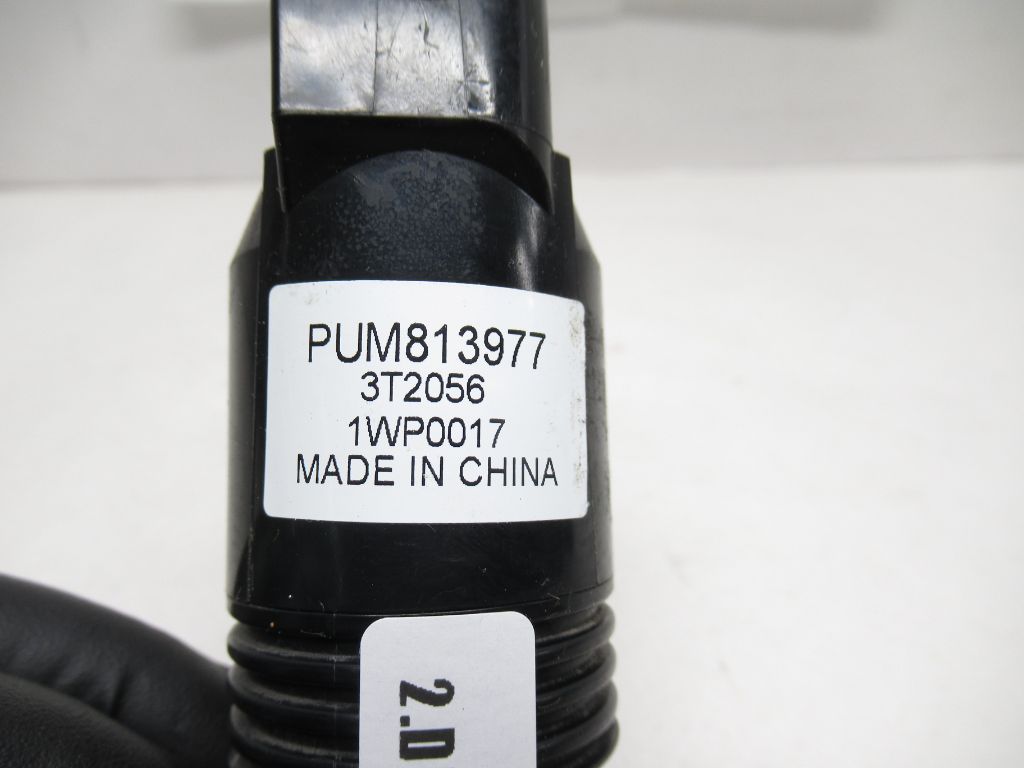 PUM813977
3T2056
1WP0017
MADE IN CHINA
2.D